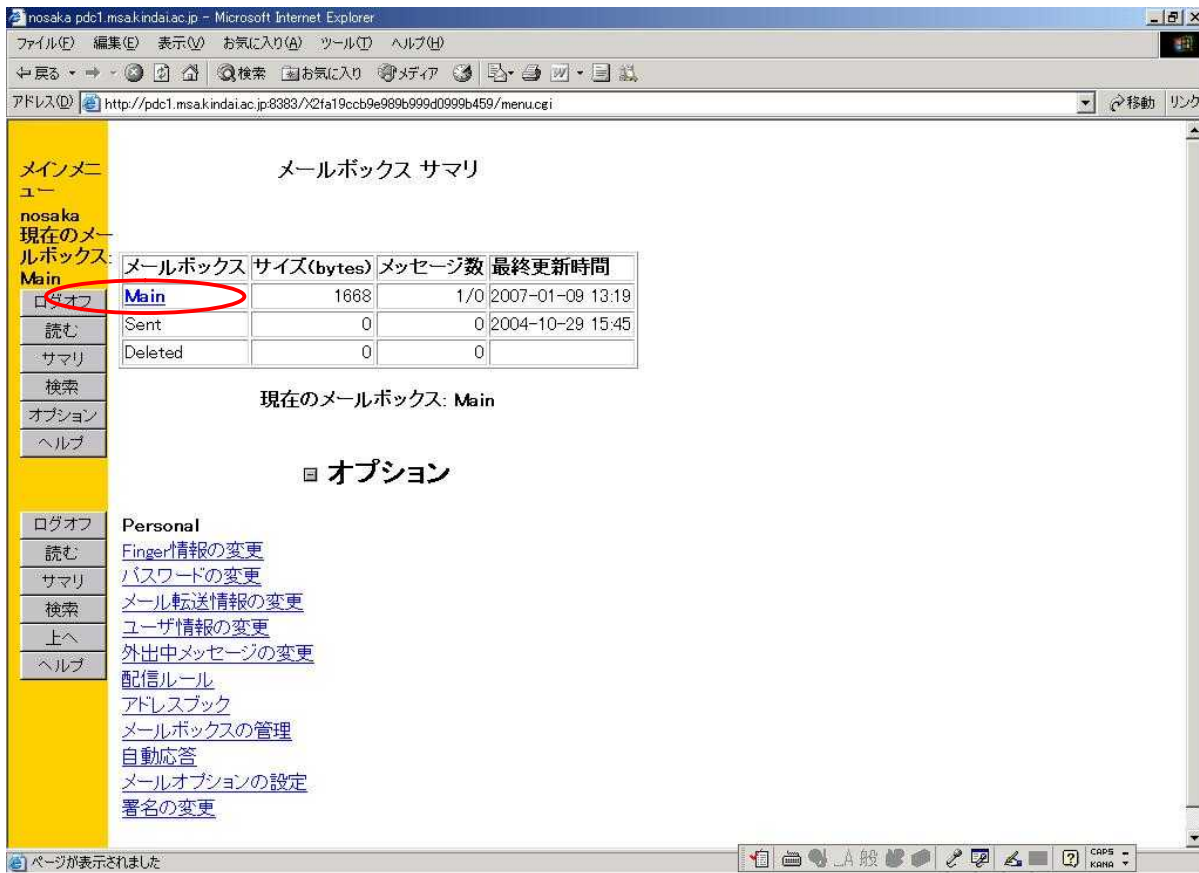 nosaka pdc1.msa.kindai.ac.jp - Microsoft Internet Explorer
ファイル(F) 編集(E) 表示(V) お気に入り(A) ツール(T) ヘルプ(H)
戻る 検索 お気に入り メディア
アドレス(D) http://pdc1.msa.kindai.ac.jp:8383/X2fa19ccb9e989b999d0999b459/menu.cgi 移動 リンク
メインメニ
ュー
nosaka
現在のメー
ルボックス:
Main
ログオフ
読む
サマリ
検索
オプション
ヘルプ
ログオフ
読む
サマリ
検索
上へ
ヘルプ
メールボックス サマリ
メールボックス サイズ(bytes) メッセージ数 最終更新時間
Main 1668 1/0 2007-01-09 13:19
Sent 0 0 2004-10-29 15:45
Deleted 0 0
現在のメールボックス: Main
オプション
Personal
Finger情報の変更
パスワードの変更
メール転送情報の変更
ユーザ情報の変更
外出中メッセージの変更
配信ルール
アドレスブック
メールボックスの管理
自動応答
メールオプションの設定
署名の変更
ページが表示されました
A 般 CAPS
KANA